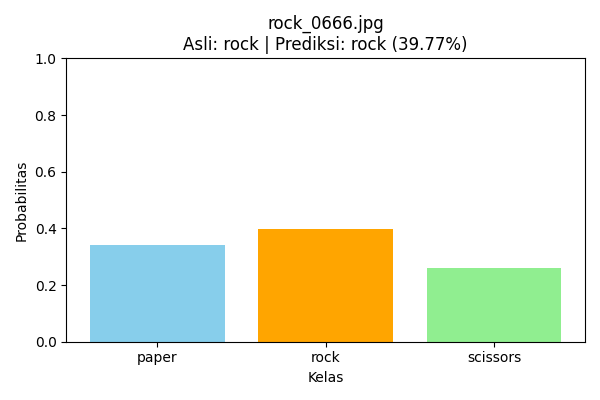 rock_0666.jpg
Asli: rock | Prediksi: rock (39.77%)
1.0
0.8
0.6
0.4
0.2
0.0
Probabilitas
paper rock scissors
Kelas